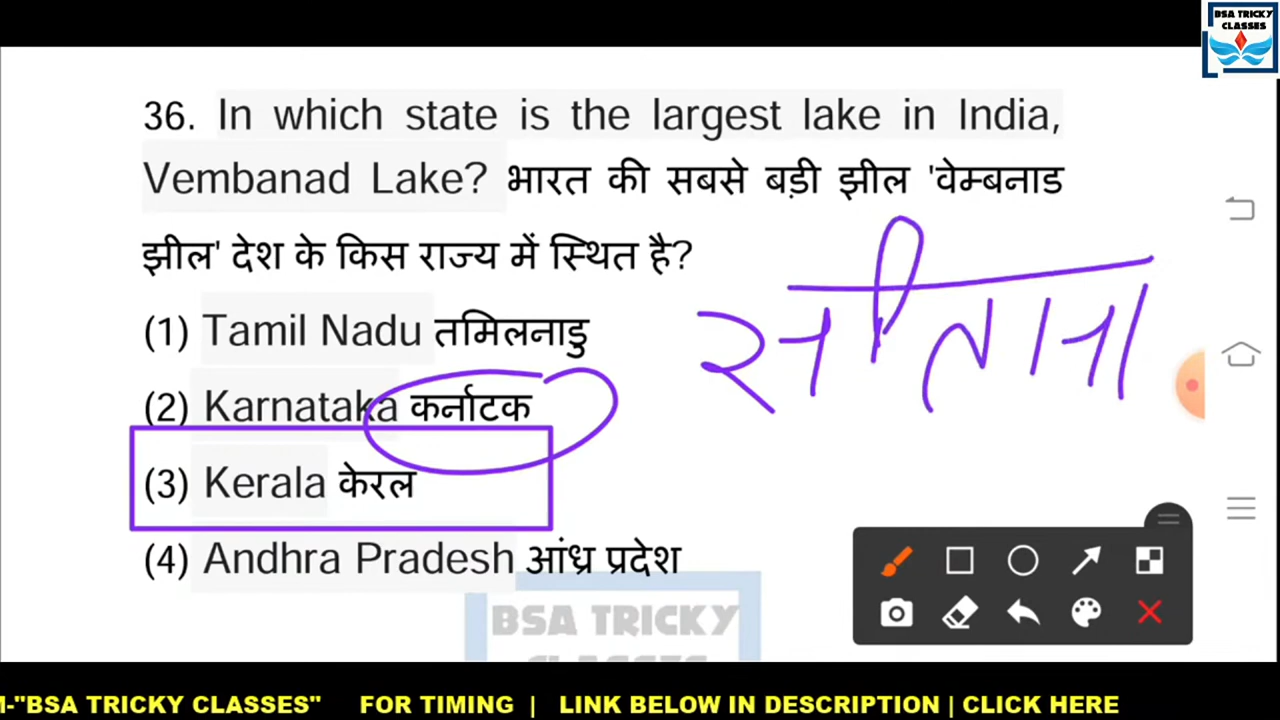 BSA TRICKY
CLASSES
36. In which state is the largest lake in India,
Vembanad Lake? भारत की सबसे बड़ी झील 'वेम्बनाड
झील' देश के किस राज्य में स्थित है?
(1) Tamil Nadu तमिलनाडु
(2) Karnataka कर्नाटक
(3) Kerala केरल
(4) Andhra Pradesh आंध्र प्रदेश
BSA TRICKY
M-"BSA TRICKY CLASSES" FOR TIMING | LINK BELOW IN DESCRIPTION | CLICK HERE